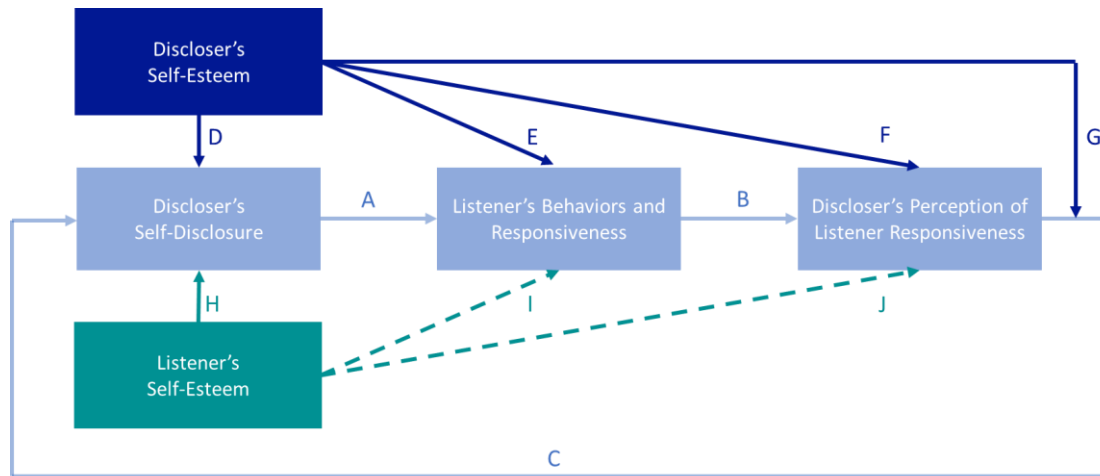 Discloser’s
Self-Esteem
D
E
F
G
Discloser’s
Self-Disclosure
A
Listener’s Behaviors and
Responsiveness
B
Discloser’s Perception of
Listener Responsiveness
H
I
J
Listener’s
Self-Esteem
C